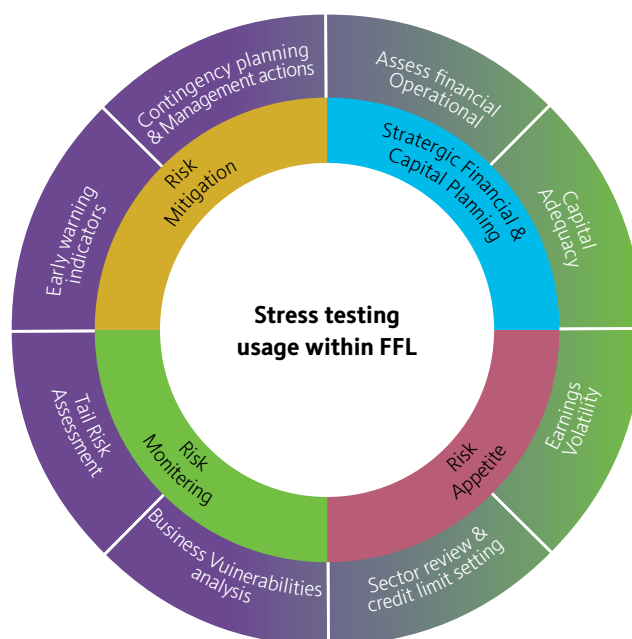 Contingency planning
& Management actions
Assess financial
Operational
Early warning
indicators
Risk
Mitigation
Stratergic Financial &
Capital Planning
Capital
Adequacy
Stress testing
usage within FFL
Tail Risk
Assessment
Risk
Monitering
Risk
Appetite
Earnings
Volatility
Business Vulnerabilities
analysis
Sector review &
credit limit setting